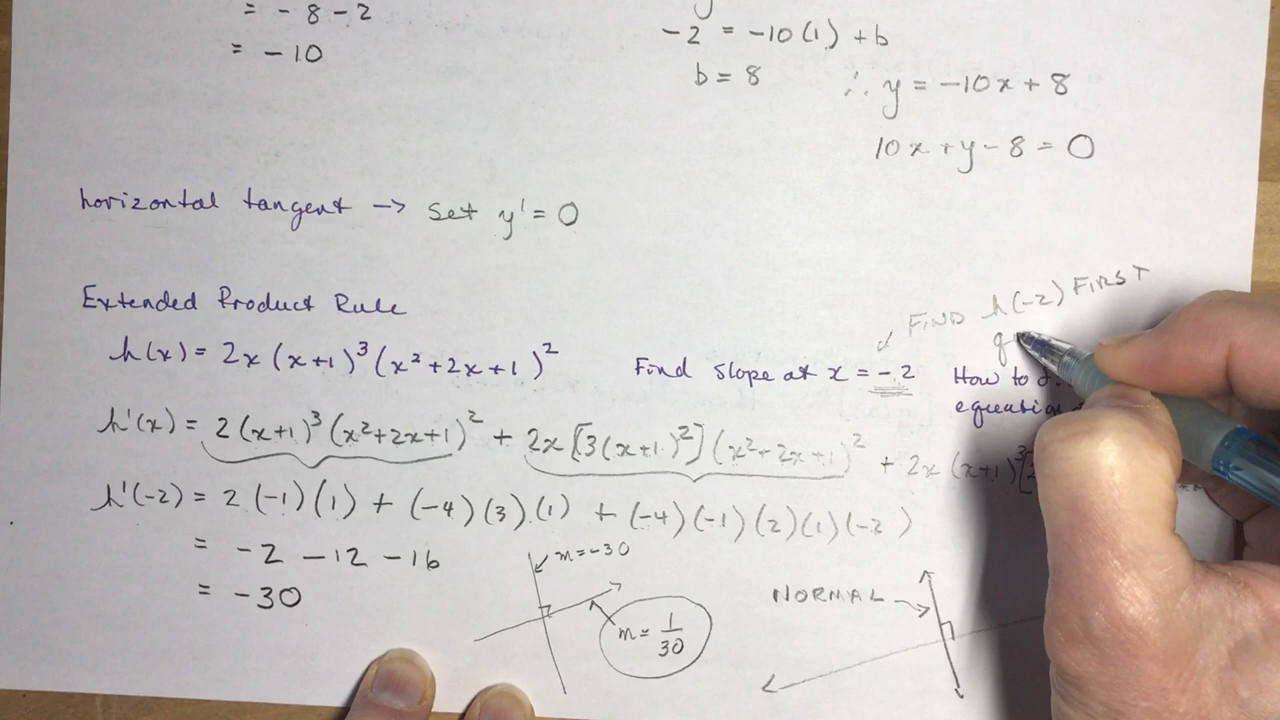 = -8-2
= -10
-2 = -10(1) + b
b = 8 ∴ y = -10x + 8
10x + y - 8 = 0
horizontal tangent → set y' = 0
Extended Product Rule
FIND h(-2) FIRST
h(x) = 2x(x+1)³(x²+2x+1)² Find slope at x = -2 How to
equation
h'(x) = 2(x+1)³(x²+2x+1)² + 2x[3(x+1)²](x²+2x+1)² + 2x(x+1)³[2
h'(-2) = 2(-1)(1) + (-4)(3)(1) + (-4)(-1)(2)(1)(-2)
= -2 -12 -16
= -30
m = -30
m = 1/30
NORMAL